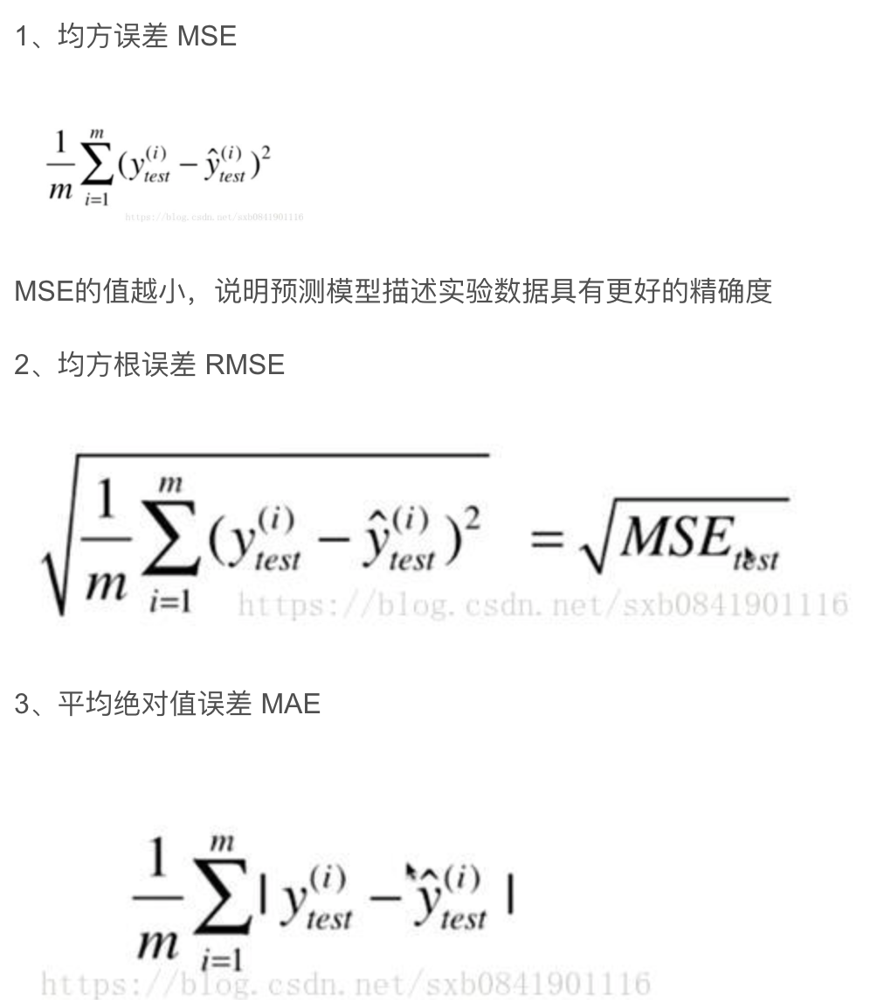 1、均方误差 MSE
$\frac{1}{m}\sum_{i=1}^{m}(y_{test}^{(i)}-\hat{y}_{test}^{(i)})^2$
https://blog.csdn.net/sxb0841901116
MSE的值越小，说明预测模型描述实验数据具有更好的精确度
2、均方根误差 RMSE
$\sqrt{\frac{1}{m}\sum_{i=1}^{m}(y_{test}^{(i)}-\hat{y}_{test}^{(i)})^2}=\sqrt{MSE_{test}}$
https://blog.csdn.net/sxb0841901116
3、平均绝对值误差 MAE
$\frac{1}{m}\sum_{i=1}^{m}|y_{test}^{(i)}-\hat{y}_{test}^{(i)}|$
https://blog.csdn.net/sxb0841901116